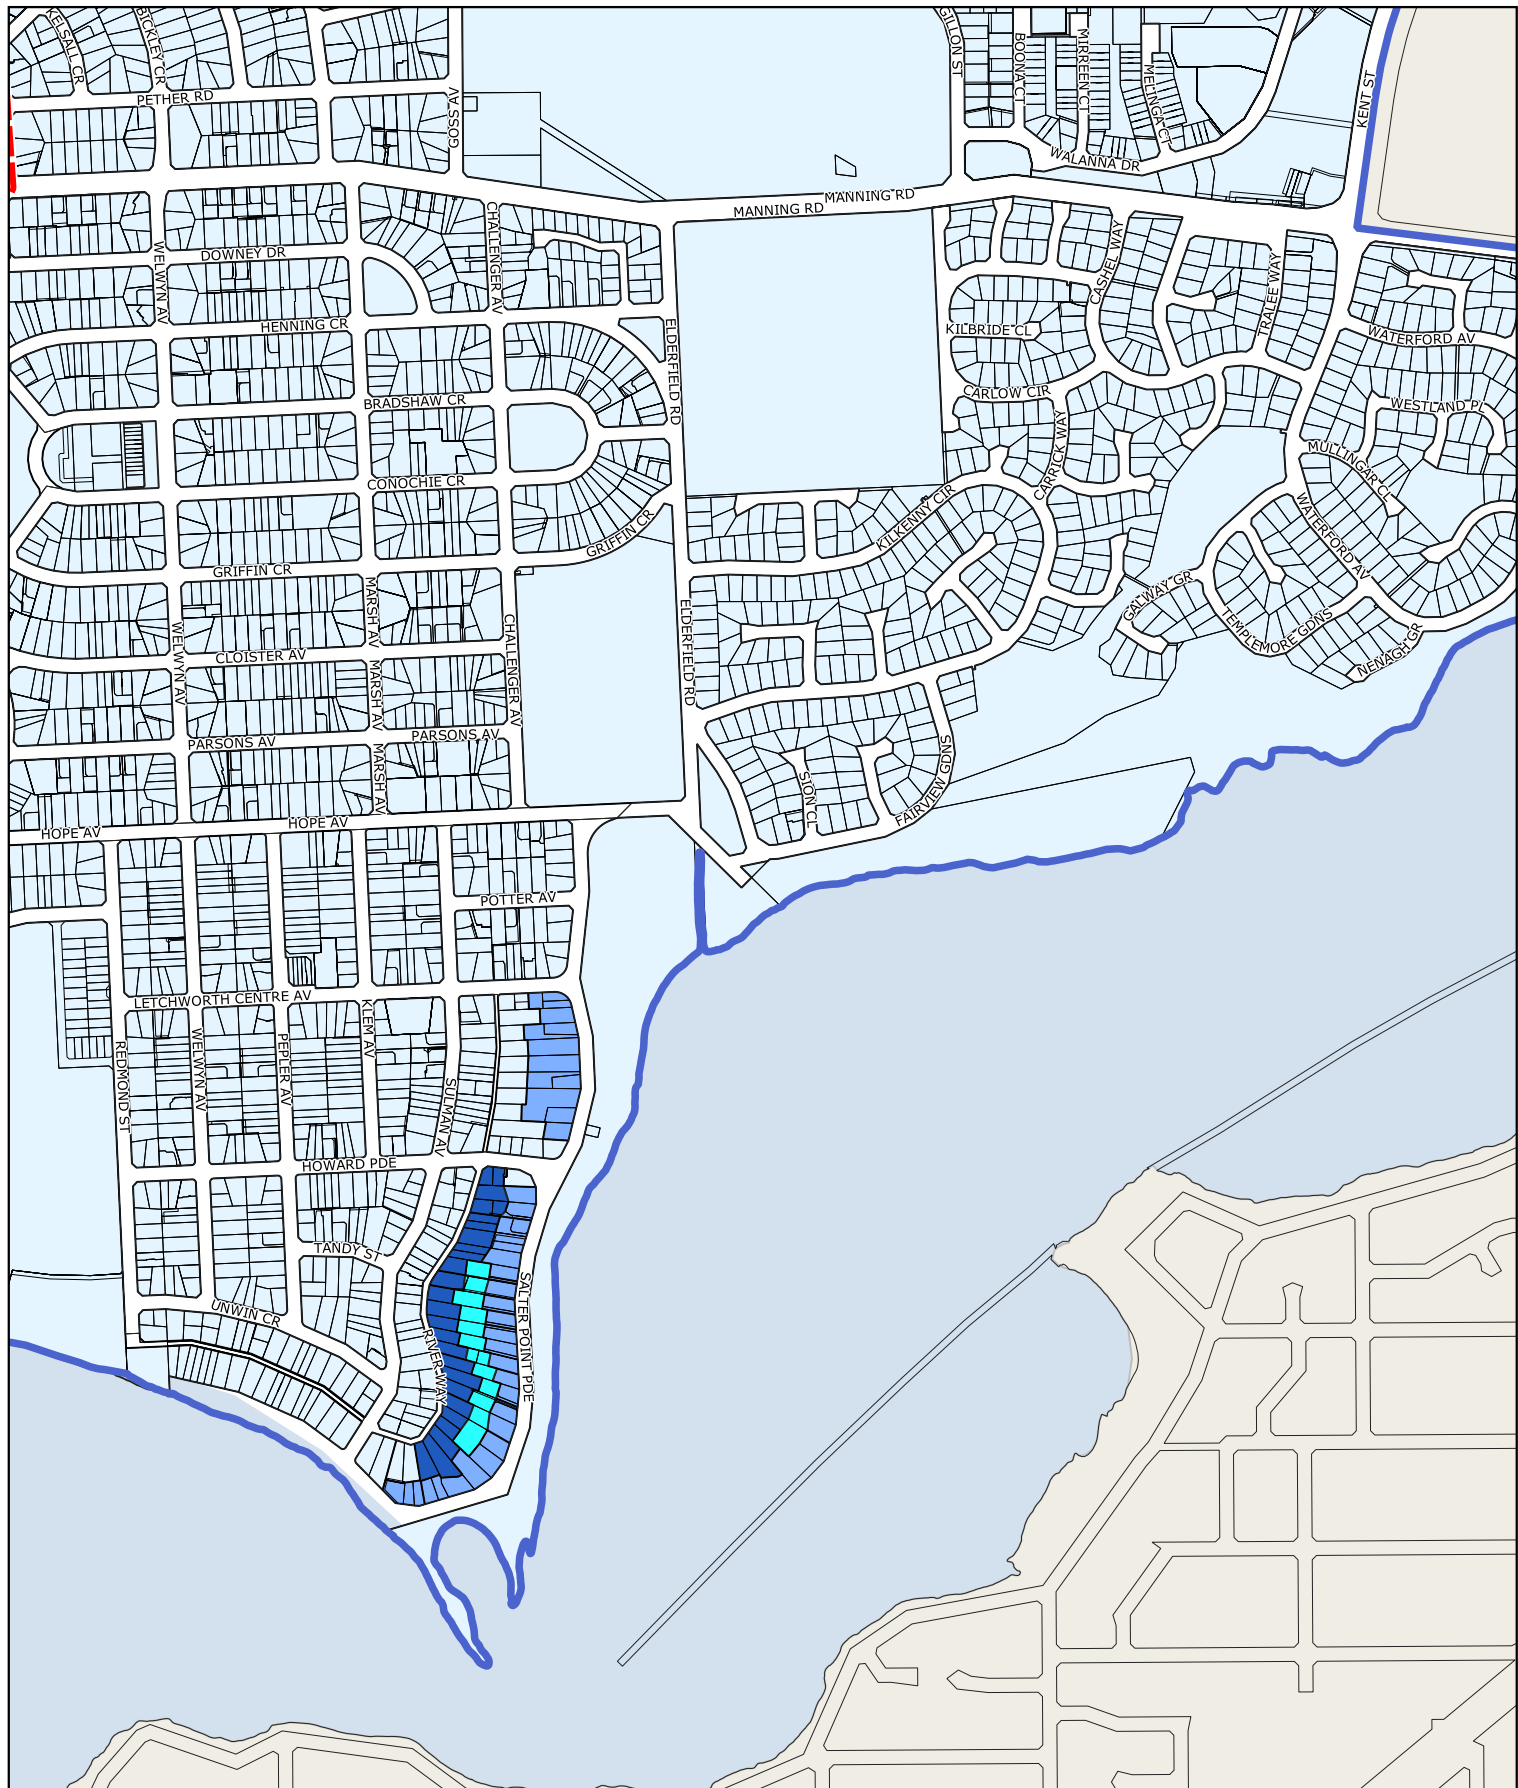 KELSALL CR
BICKLEY CR
GILLON ST
BOONA CT
MIRREEN CT
MELINGA CT
KENT ST
PETHER RD
GOSS AV
WALANNA DR
MANNING RD
MANNING RD
WELWYN AV
DOWNEY DR
CHALLENGER AV
CASHEL WAY
TRALEE WAY
HENNING CR
ELDERFIELD RD
KILBRIDE CL
WATERFORD AV
BRADSHAW CR
CARLOW CIR
WESTLAND PL
CARRICK WAY
MULLINGAR CL
CONOCHIE CR
KILKENNY CIR
WATERFORD AV
GRIFFIN CR
GRIFFIN CR
MARSH AV
GALWAY GR
TEMPLEMORE GDNS
NENAGH GR
WELWYN AV
CHALLENGER AV
ELDERFIELD RD
CLOISTER AV
MARSH AV
PARSONS AV
PARSONS AV
MARSH AV
SION CL
FAIRVIEW GDNS
HOPE AV
HOPE AV
POTTER AV
LETCHWORTH CENTRE AV
REDMOND ST
WELWYN AV
PEPLER AV
KLEM AV
SULMAN AV
HOWARD PDE
TANDY ST
UNWIN CR
RIVER WAY
SALTER POINT PDE